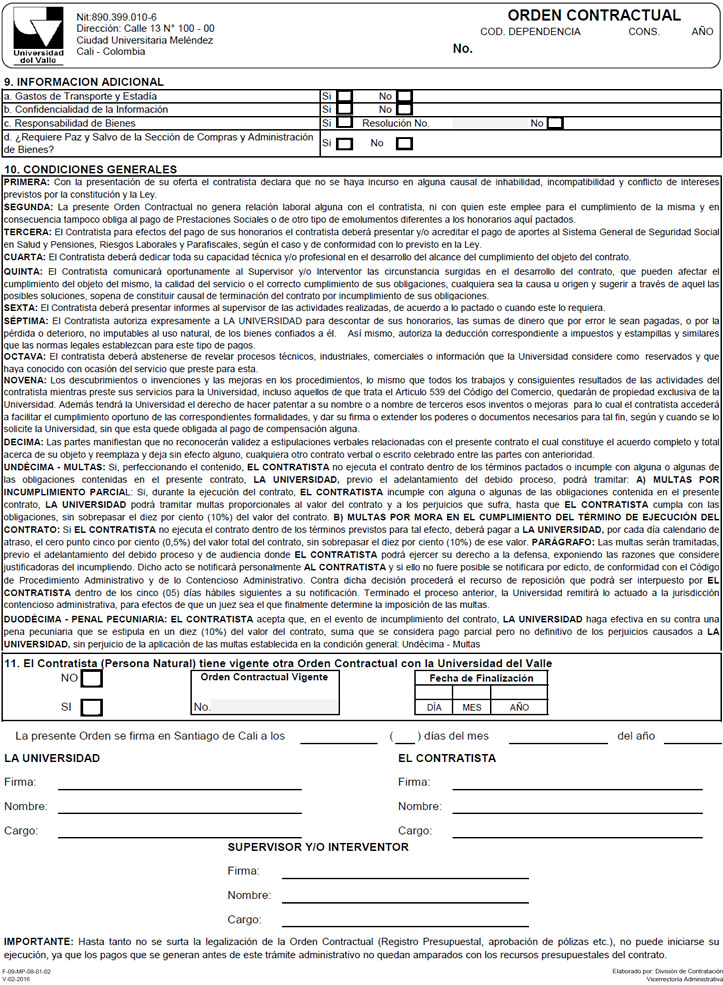 Universidad
del Valle
Nit:890.399.010-6
Dirección: Calle 13 N° 100 - 00
Ciudad Universitaria Meléndez
Cali - Colombia
ORDEN CONTRACTUAL
COD. DEPENDENCIA CONS. AÑO
No.
9. INFORMACION ADICIONAL
a. Gastos de Transporte y Estadía Si No
b. Confidencialidad de la Información Si No
c. Responsabilidad de Bienes Si Resolución No. No
d. ¿Requiere Paz y Salvo de la Sección de Compras y Administración
de Bienes? Si No
10. CONDICIONES GENERALES
PRIMERA: Con la presentación de su oferta el contratista declara que no se haya incurso en alguna causal de inhabilidad, incompatibilidad y conflicto de intereses
previstos por la constitución y la Ley.
SEGUNDA: La presente Orden Contractual no genera relación laboral alguna con el contratista, ni con quien este emplee para el cumplimiento de la misma y en
consecuencia tampoco obliga al pago de Prestaciones Sociales o de otro tipo de emolumentos diferentes a los honorarios aquí pactados.
TERCERA: El Contratista para efectos del pago de sus honorarios el contratista deberá presentar y/o acreditar el pago de aportes al Sistema General de Seguridad Social
en Salud y Pensiones, Riesgos Laborales y Parafiscales, según el caso y de conformidad con lo previsto en la Ley.
CUARTA: El Contratista deberá dedicar toda su capacidad técnica y/o profesional en el desarrollo del alcance del cumplimiento del objeto del contrato.
QUINTA: El Contratista comunicará oportunamente al Supervisor y/o Interventor las circunstancia surgidas en el desarrollo del contrato, que pueden afectar el
cumplimiento del objeto del mismo, la calidad del servicio o el correcto cumplimiento de sus obligaciones, cualquiera sea la causa u origen y sugerir a través de aquel las
posibles soluciones, sopena de constituir causal de terminación del contrato por incumplimiento de sus obligaciones.
SEXTA: El Contratista deberá presentar informes al supervisor de las actividades realizadas, de acuerdo a lo pactado o cuando este lo requiera.
SÉPTIMA: El Contratista autoriza expresamente a LA UNIVERSIDAD para descontar de sus honorarios, las sumas de dinero que por error le sean pagadas, o por la
pérdida o deterioro, no imputables al uso natural, de los bienes confiados a él. Así mismo, autoriza la deducción correspondiente a impuestos y estampillas y similares
que las normas legales establezcan para este tipo de pagos.
OCTAVA: El contratista deberá abstenerse de revelar procesos técnicos, industriales, comerciales o información que la Universidad considere como reservados y que
haya conocido con ocasión del servicio que preste para esta.
NOVENA: Los descubrimientos o invenciones y las mejoras en los procedimientos, lo mismo que todos los trabajos y consiguientes resultados de las actividades del
contratista mientras preste sus servicios para la Universidad, incluso aquellos de que trata el Articulo 539 del Código del Comercio, quedarán de propiedad exclusiva de la
Universidad. Además tendrá la Universidad el derecho de hacer patentar a su nombre o a nombre de terceros esos inventos o mejoras para lo cual el contratista accederá
a facilitar el cumplimiento oportuno de las correspondientes formalidades, y dar su firma o extender los poderes o documentos necesarios para tal fin, según y cuando se lo
solicite la Universidad, sin que esta quede obligada al pago de compensación alguna.
DECIMA: Las partes manifiestan que no reconocerán validez a estipulaciones verbales relacionadas con el presente contrato el cual constituye el acuerdo completo y total
acerca de su objeto y reemplaza y deja sin efecto alguno, cualquiera otro contrato verbal o escrito celebrado entre las partes con anterioridad.
UNDÉCIMA - MULTAS: Si, perfeccionando el contenido, EL CONTRATISTA no ejecuta el contrato dentro de los términos pactados o incumple con alguna o algunas de
las obligaciones contenidas en el presente contrato, LA UNIVERSIDAD, previo el adelantamiento del debido proceso, podrá tramitar: A) MULTAS POR
INCUMPLIMIENTO PARCIAL: Si, durante la ejecución del contrato, EL CONTRATISTA incumple con alguna o algunas de las obligaciones contenida en el presente
contrato, LA UNIVERSIDAD podrá tramitar multas proporcionales al valor del contrato y a los perjuicios que sufra, hasta que EL CONTRATISTA cumpla con las
obligaciones, sin sobrepasar el diez por ciento (10%) del valor del contrato. B) MULTAS POR MORA EN EL CUMPLIMIENTO DEL TÉRMINO DE EJECUCIÓN DEL
CONTRATO: Si EL CONTRATISTA no ejecuta el contrato dentro de los términos previstos para tal efecto, deberá pagar a LA UNIVERSIDAD, por cada día calendario de
atraso, el cero punto cinco por ciento (0,5%) del valor total del contrato, sin sobrepasar el diez por ciento (10%) de ese valor. PARÁGRAFO: Las multas serán tramitadas,
previo el adelantamiento del debido proceso y de audiencia donde EL CONTRATISTA podrá ejercer su derecho a la defensa, exponiendo las razones que considere
justificadoras del incumpliendo. Dicho acto se notificará personalmente AL CONTRATISTA y si ello no fuere posible se notificara por edicto, de conformidad con el Código
de Procedimiento Administrativo y de lo Contencioso Administrativo. Contra dicha decisión procederá el recurso de reposición que podrá ser interpuesto por EL
CONTRATISTA dentro de los cinco (05) días hábiles siguientes a su notificación. Terminado el proceso anterior, la Universidad remitirá lo actuado a la jurisdicción
contencioso administrativa, para efectos de que un juez sea el que finalmente determine la imposición de las multas.
DUODÉCIMA - PENAL PECUNIARIA: EL CONTRATISTA acepta que, en el evento de incumplimiento del contrato, LA UNIVERSIDAD haga efectiva en su contra una
pena pecuniaria que se estipula en un diez (10%) del valor del contrato, suma que se considera pago parcial pero no definitivo de los perjuicios causados a LA
UNIVERSIDAD, sin perjuicio de la aplicación de las multas establecida en la condición general: Undécima - Multas
11. El Contratista (Persona Natural) tiene vigente otra Orden Contractual con la Universidad del Valle
NO Orden Contractual Vigente Fecha de Finalización
SI No. DÍA MES AÑO
La presente Orden se firma en Santiago de Cali a los ( ) días del mes del año
LA UNIVERSIDAD EL CONTRATISTA
Firma: Firma:
Nombre: Nombre:
Cargo: Cargo:
SUPERVISOR Y/O INTERVENTOR
Firma:
Nombre:
Cargo:
IMPORTANTE: Hasta tanto no se surta la legalización de la Orden Contractual (Registro Presupuestal, aprobación de pólizas etc.), no puede iniciarse su
ejecución, ya que los pagos que se generan antes de este trámite administrativo no quedan amparados con los recursos presupuestales del contrato.
F-09-MP-08-01-02 Elaborado por: División de Contratación
V-02-2016 Vicerrectoría Administrativa